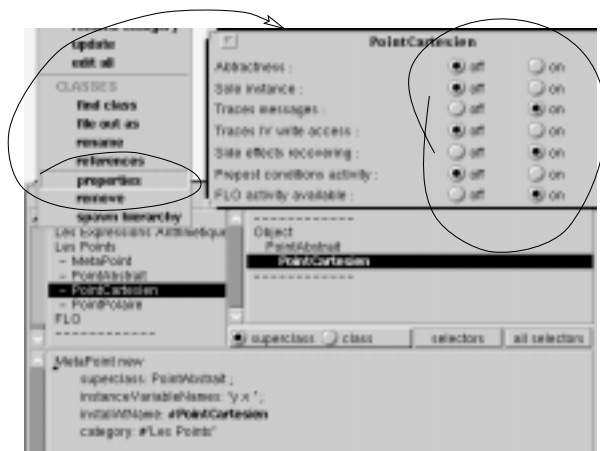 update
edit all
CLASSES
find class
file out as
rename
references
properties
remove
spawn hierarchy
PointCartesien
Abtractness : off on
Sole instance : off on
Traces messages : off on
Traces IV write access : off on
Side effects recovering : off on
Prepost conditions activity : off on
FLO activity available : off on
Les Expressions Arithmetique
Les Points
- MetaPoint
- PointAbstrait
- PointCartesien
- PointPolaire
FLO
------------
------------
Object
PointAbstrait
PointCartesien
------------
superclass class selectors all selectors
MetaPoint new
superclass: PointAbstrait ;
instanceVariableNames: 'y x ' ;
installAtName: #PointCartesien
category: #'Les Points'